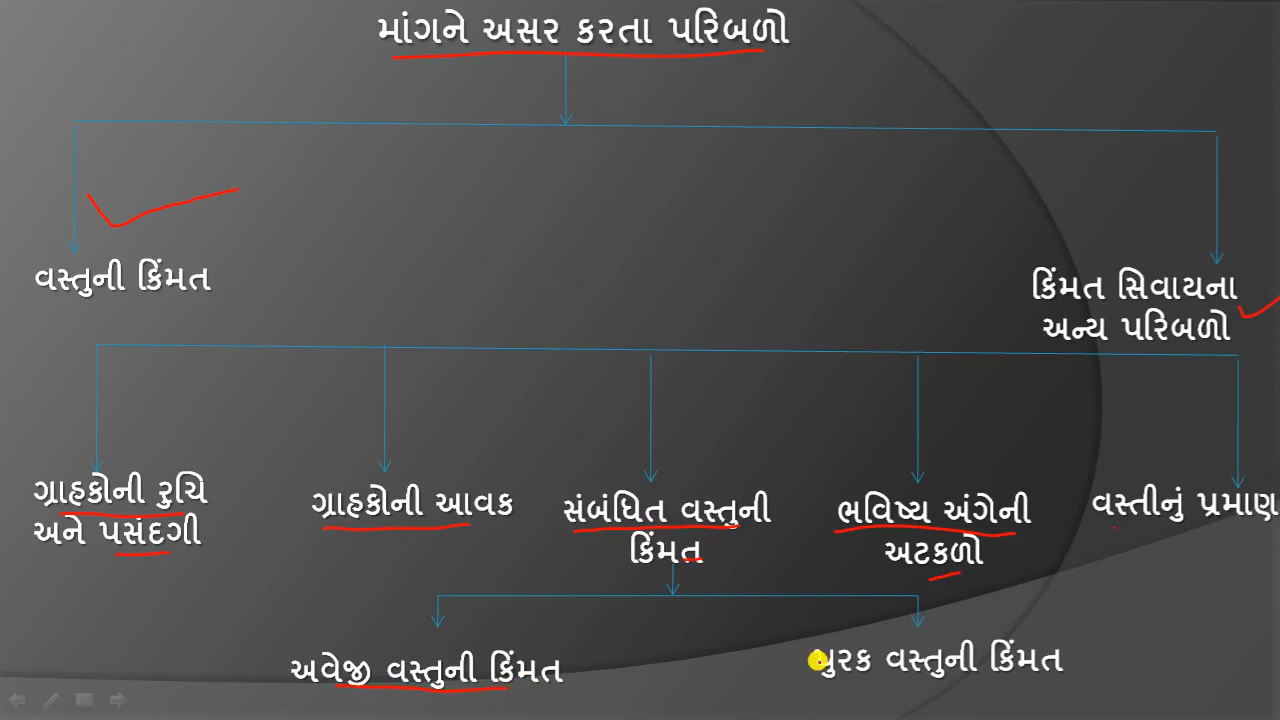 માંગને અસર કરતા પરિબળો
વસ્તુની કિંમત
કિંમત સિવાયના
અન્ય પરિબળો
ગ્રાહકોની રુચિ
અને પસંદગી
ગ્રાહકોની આવક
સંબંધિત વસ્તુની
કિંમત
ભવિષ્ય અંગેની
અટકળો
વસ્તીનું પ્રમાણ
અવેજી વસ્તુની કિંમત
પુરક વસ્તુની કિંમત